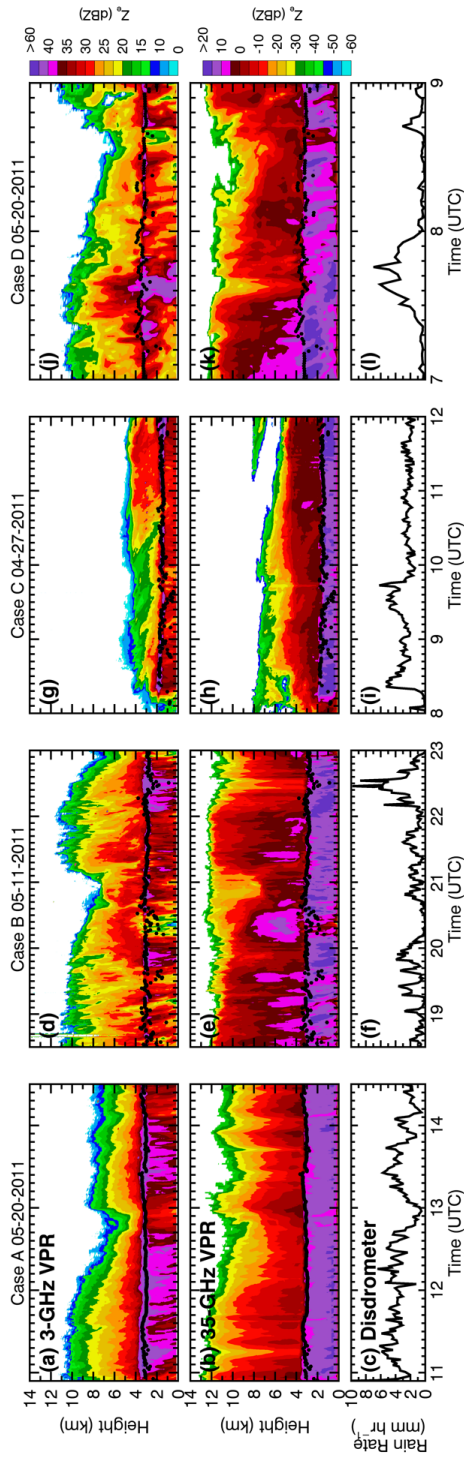 Case A 05-20-2011
Case B 05-11-2011
Case C 04-27-2011
Case D 05-20-2011
(a) 3-GHz VPR
(d)
(g)
(j)
Height (km)
14
12
10
8
6
4
2
0
>60
40
35
30
25
20
15
10
5
0
Ze (dBZ)
(b) 35-GHz VPR
(e)
(h)
(k)
Height (km)
14
12
10
8
6
4
2
0
>20
10
0
-10
-20
-30
-40
-50
-60
Ze (dBZ)
(c) Disdrometer
(f)
(i)
(l)
Rain Rate
(mm hr⁻¹)
10
8
6
4
2
0
11 12 13 14
19 20 21 22 23
8 9 10 11 12
7 8 9
Time (UTC)
Time (UTC)
Time (UTC)
Time (UTC)